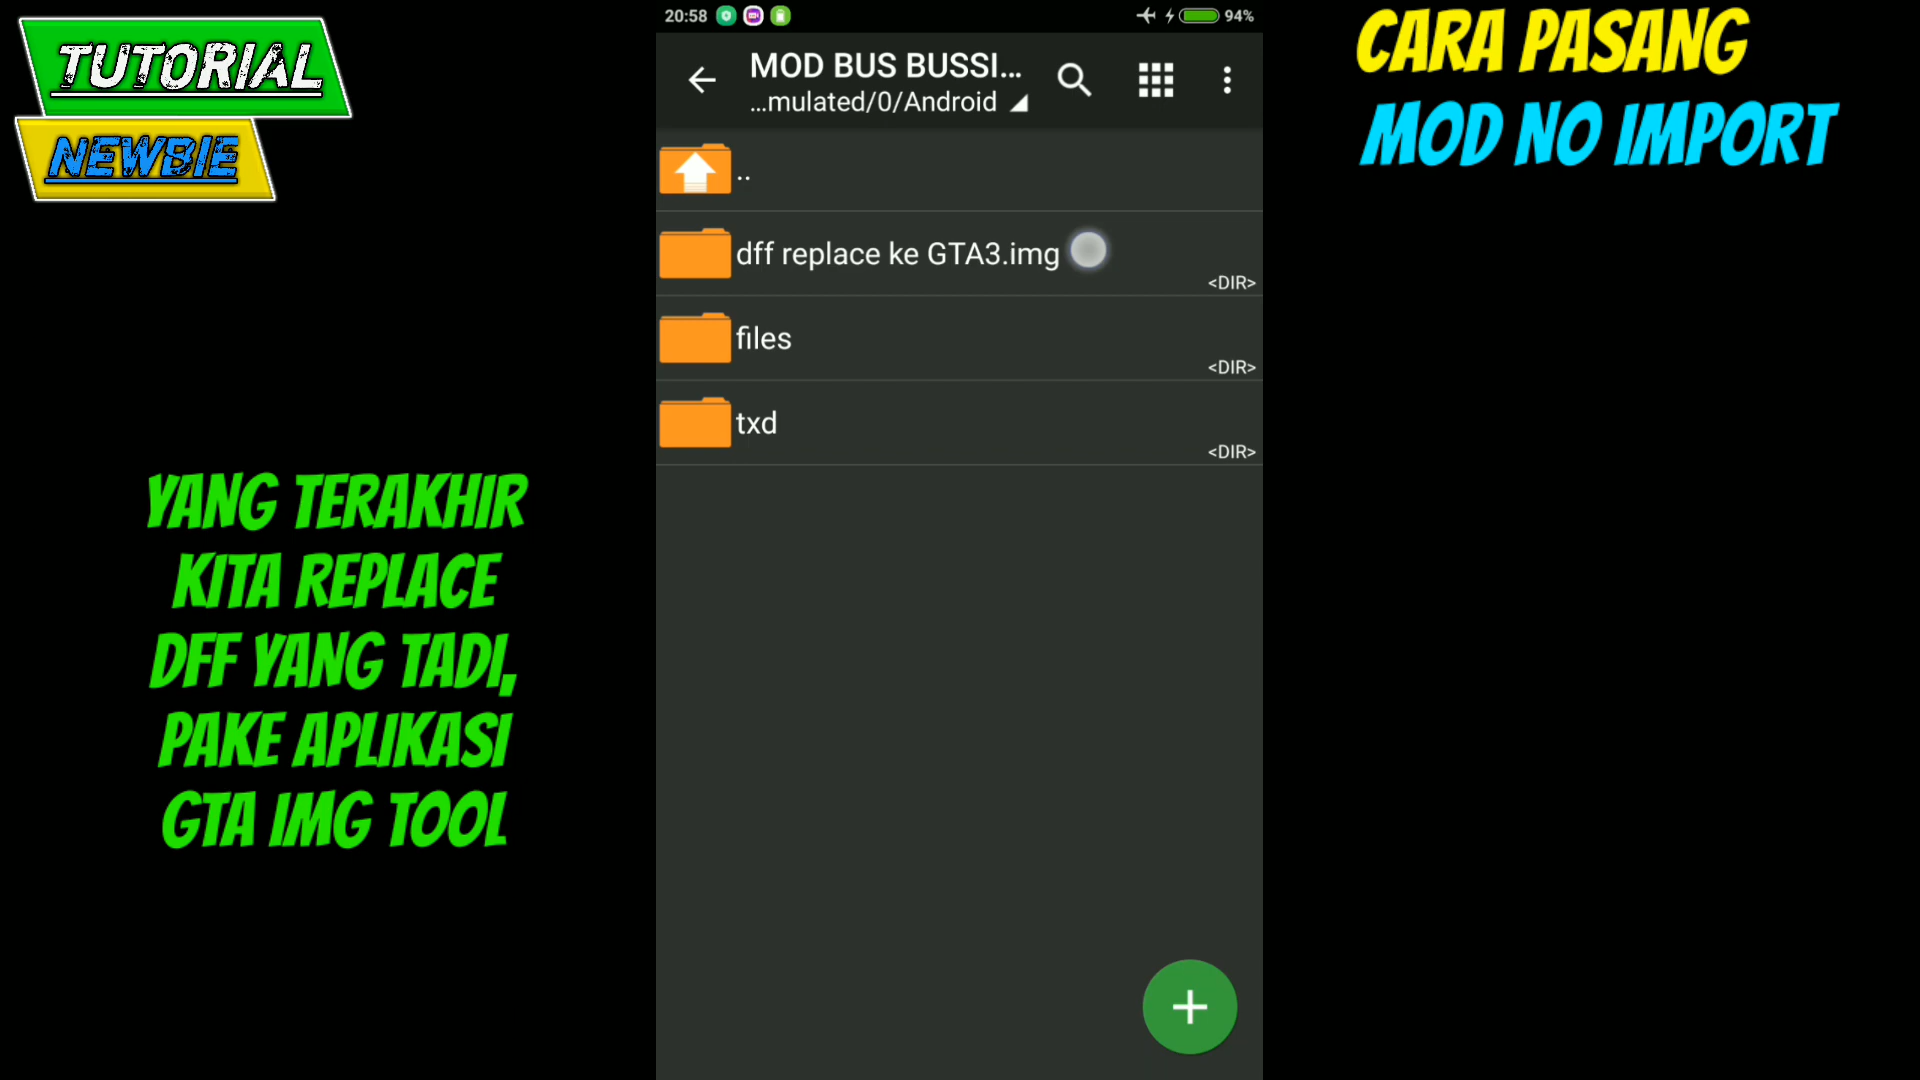 TUTORIAL
NEWBIE
20:58
94%
MOD BUS BUSSI...
...mulated/0/Android
..
dff replace ke GTA3.img
<DIR>
files
<DIR>
txd
<DIR>
CARA PASANG
MOD NO IMPORT
YANG TERAKHIR
KITA REPLACE
DFF YANG TADI,
PAKE APLIKASI
GTA IMG TOOL